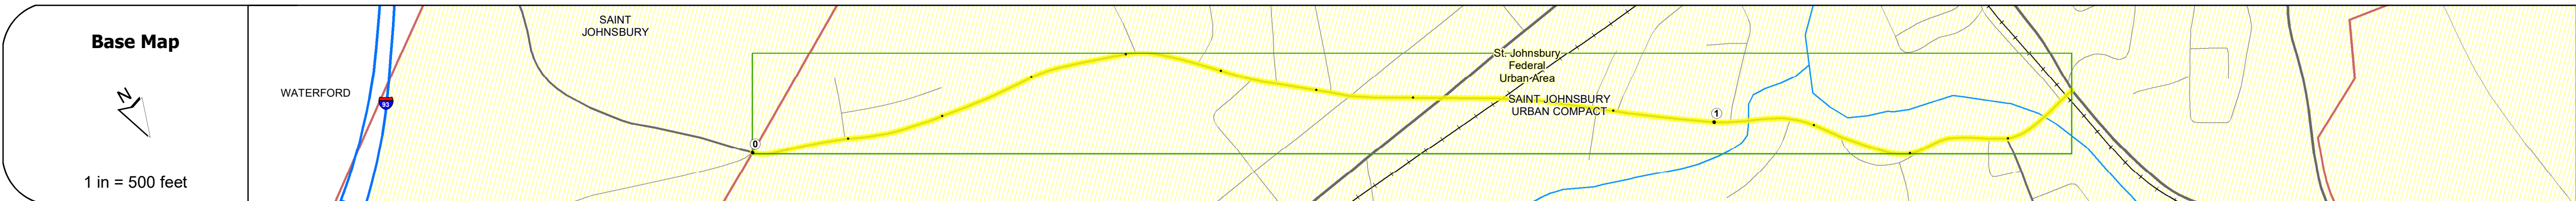 Base Map
N
1 in = 500 feet
WATERFORD
93
SAINT
JOHNSBURY
0
St. Johnsbury
Federal
Urban Area
SAINT JOHNSBURY
URBAN COMPACT
1